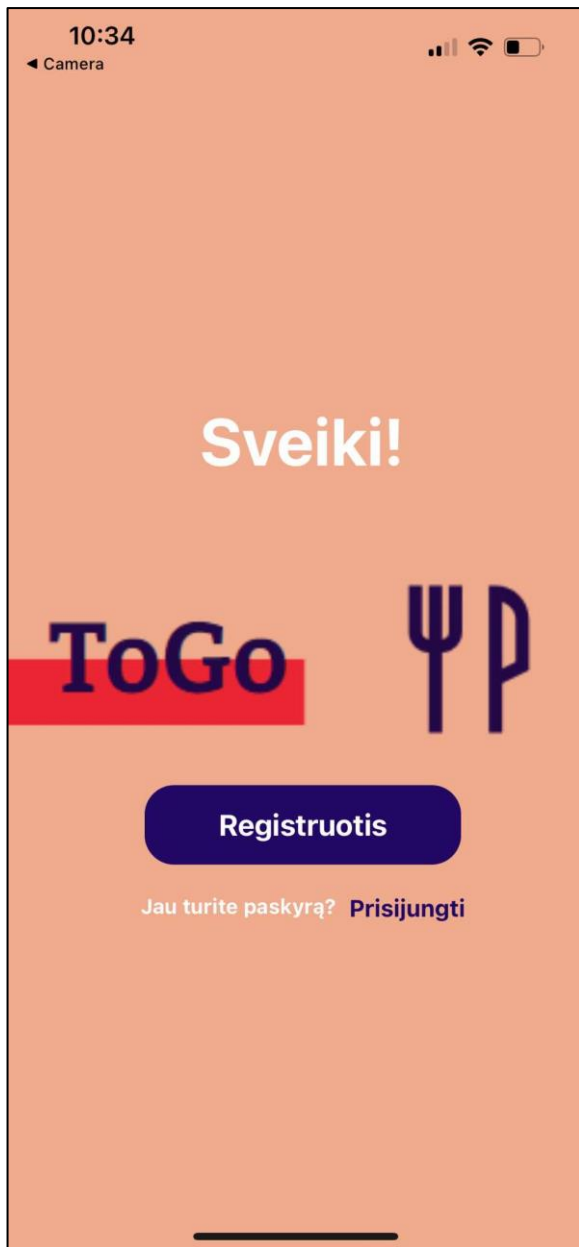 10:34
◀ Camera
Sveiki!
ToGo
Registruotis
Jau turite paskyrą? Prisijungti